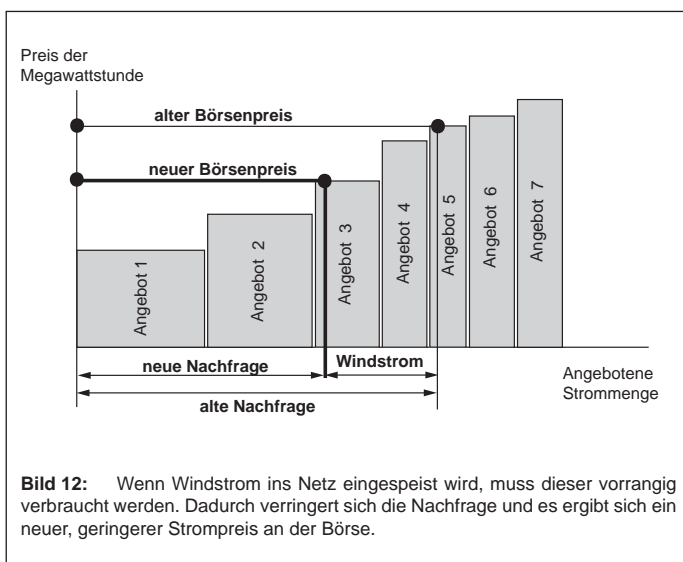 Preis der
Megawattstunde
alter Börsenpreis
neuer Börsenpreis
Angebot 1
Angebot 2
Angebot 3
Angebot 4
Angebot 5
Angebot 6
Angebot 7
neue Nachfrage
Windstrom
alte Nachfrage
Angebotene
Strommenge
Bild 12: Wenn Windstrom ins Netz eingespeist wird, muss dieser vorrangig
verbraucht werden. Dadurch verringert sich die Nachfrage und es ergibt sich ein
neuer, geringerer Strompreis an der Börse.